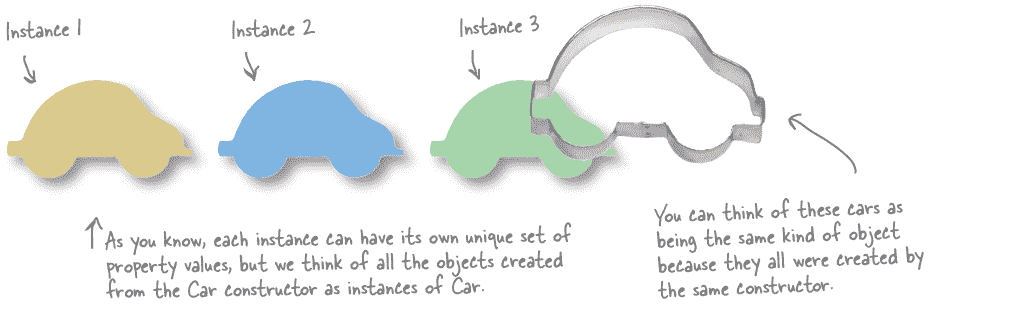 Instance 1
Instance 2
Instance 3
As you know, each instance can have its own unique set of
property values, but we think of all the objects created
from the Car constructor as instances of Car.
You can think of these cars as
being the same kind of object
because they all were created by
the same constructor.